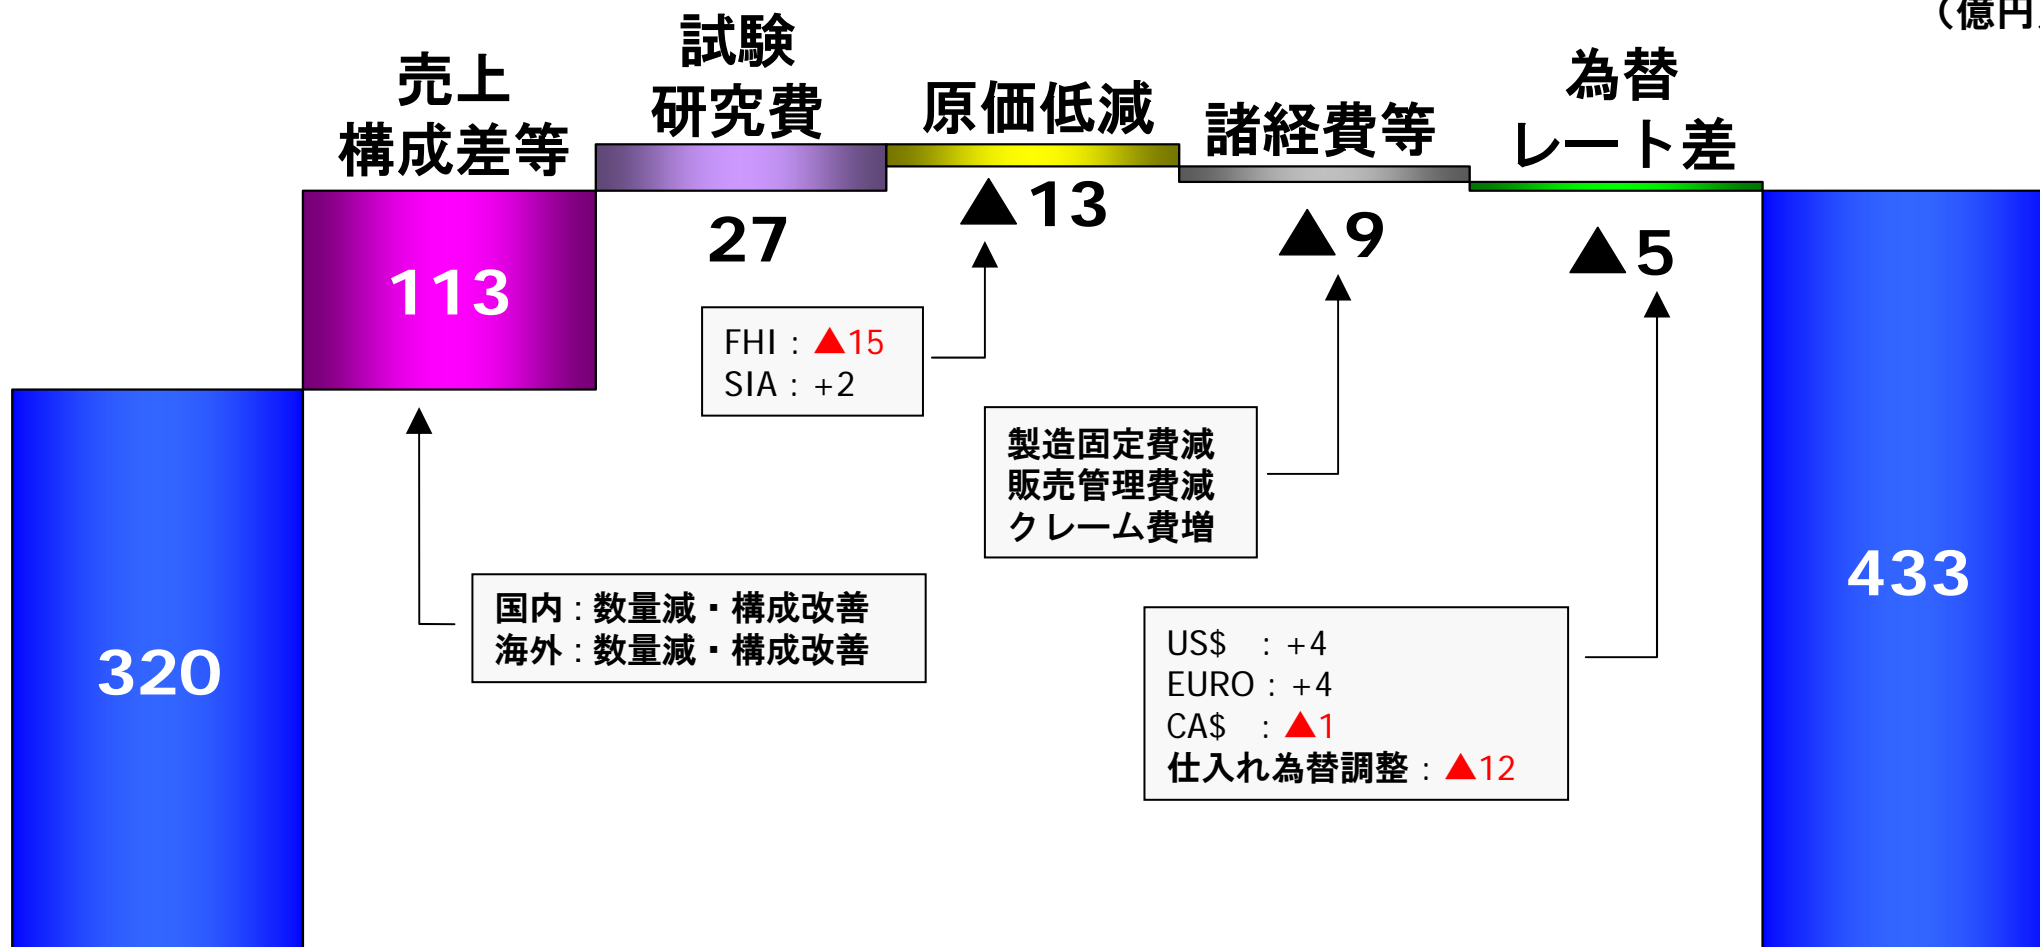 （億円
売上
構成差等
試験
研究費
原価低減
諸経費等
為替
レート差
113
27
▲13
▲9
▲5
FHI : ▲15
SIA : +2
製造固定費減
販売管理費減
クレーム費増
国内 : 数量減・構成改善
海外 : 数量減・構成改善
US$ : +4
EURO : +4
CA$ : ▲1
仕入れ為替調整 : ▲12
320
433